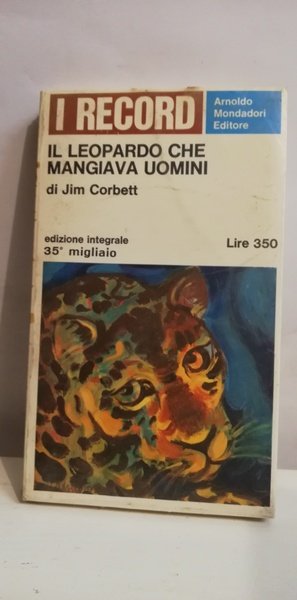 I RECORD
Arnoldo
Mondadori
Editore
IL LEOPARDO CHE
MANGIAVA UOMINI
di Jim Corbett
edizione integrale
35° migliaio
Lire 350